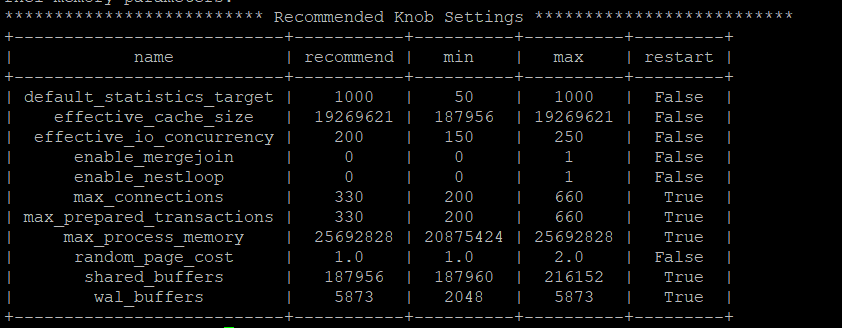 ************************** Recommended Knob Settings **************************
+---------------------------+-----------+----------+----------+---------+
| name | recommend | min | max | restart |
+---------------------------+-----------+----------+----------+---------+
| default_statistics_target | 1000 | 50 | 1000 | False |
| effective_cache_size | 19269621 | 187956 | 19269621 | False |
| effective_io_concurrency | 200 | 150 | 250 | False |
| enable_mergejoin | 0 | 0 | 1 | False |
| enable_nestloop | 0 | 0 | 1 | False |
| max_connections | 330 | 200 | 660 | True |
| max_prepared_transactions | 330 | 200 | 660 | True |
| max_process_memory | 25692828 | 20875424 | 25692828 | True |
| random_page_cost | 1.0 | 1.0 | 2.0 | False |
| shared_buffers | 187956 | 187960 | 216152 | True |
| wal_buffers | 5873 | 2048 | 5873 | True |
+---------------------------+-----------+----------+----------+---------+